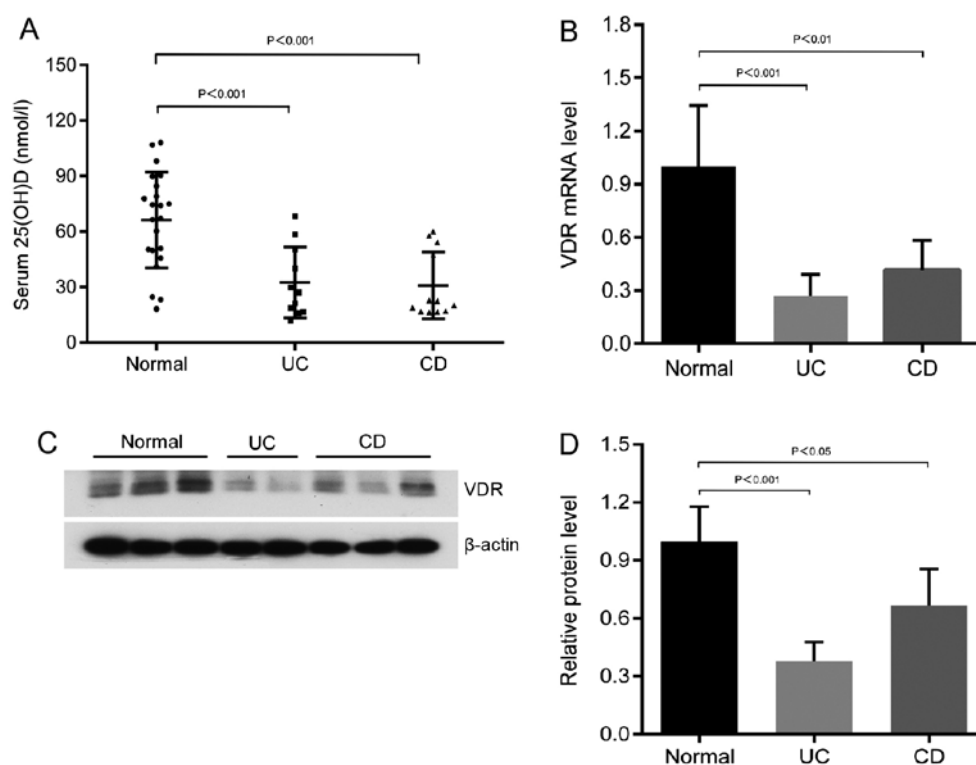 A
P<0.001
P<0.001
Serum 25(OH)D (nmol/l)
150
120
90
60
30
0
Normal UC CD
B
P<0.01
P<0.001
VDR mRNA level
1.8
1.5
1.2
0.9
0.6
0.3
0.0
Normal UC CD
C
Normal UC CD
VDR
β-actin
D
P<0.05
P<0.001
Relative protein level
1.5
1.2
0.9
0.6
0.3
0.0
Normal UC CD